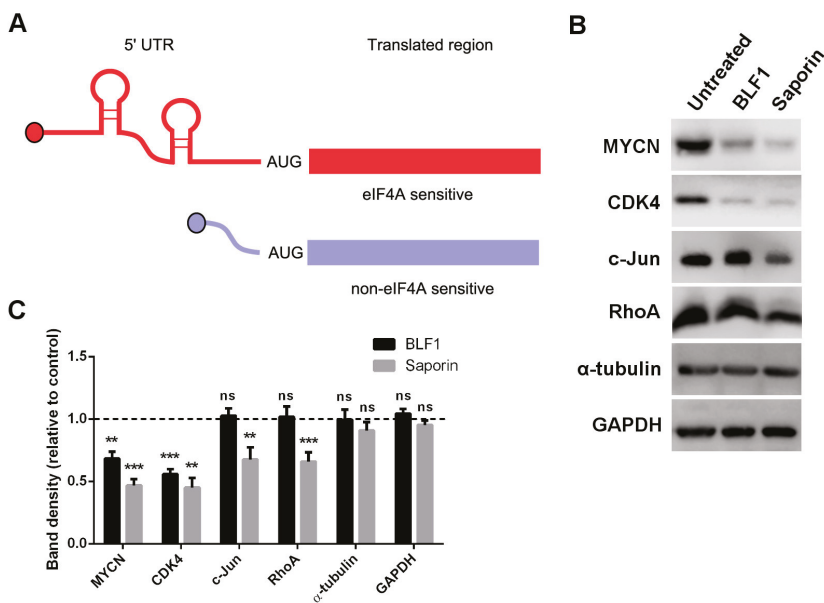 A
5' UTR
Translated region
AUG
eIF4A sensitive
AUG
non-eIF4A sensitive
B
Untreated
BLF1
Saporin
MYCN
CDK4
c-Jun
RhoA
α-tubulin
GAPDH
C
BLF1
Saporin
Band density (relative to control)
1.5
1.0
0.5
0.0
** *** *** ** ns ** ns *** ns ns ns ns
MYCN
CDK4
c-Jun
RhoA
α-tubulin
GAPDH